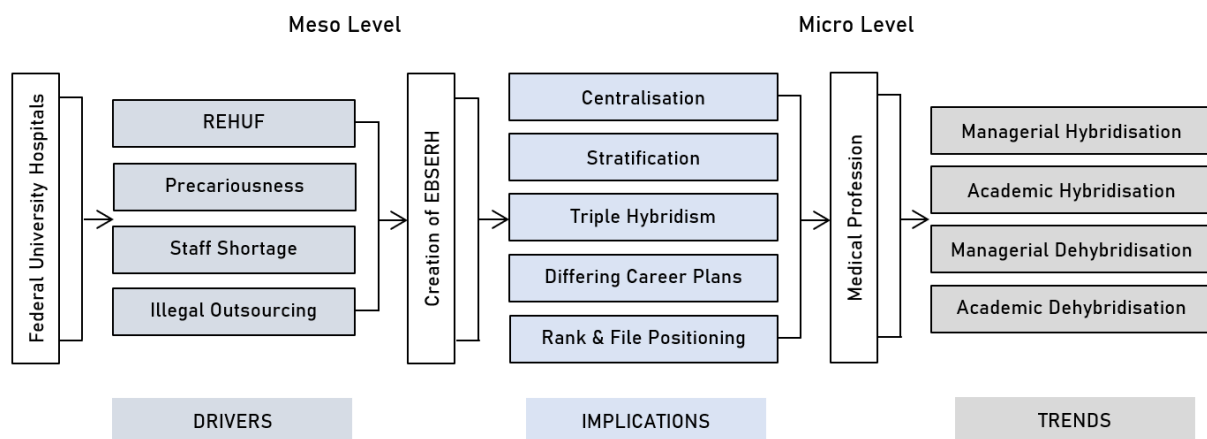 Meso Level
Micro Level
Federal University Hospitals
REHUF
Precariousness
Staff Shortage
Illegal Outsourcing
Creation of EBSERH
Centralisation
Stratification
Triple Hybridism
Differing Career Plans
Rank & File Positioning
Medical Profession
Managerial Hybridisation
Academic Hybridisation
Managerial Dehybridisation
Academic Dehybridisation
DRIVERS
IMPLICATIONS
TRENDS